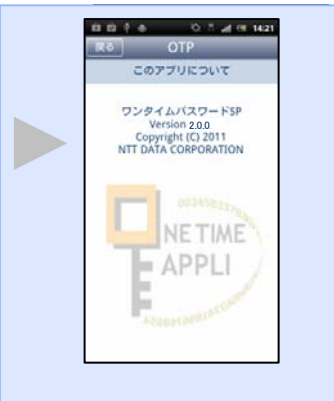 14:21
戻る
OTP
このアプリについて
ワンタイムパスワードSP
Version 2.0.0
Copyright (C) 2011
NTT DATA CORPORATION
NE TIME
APPLI